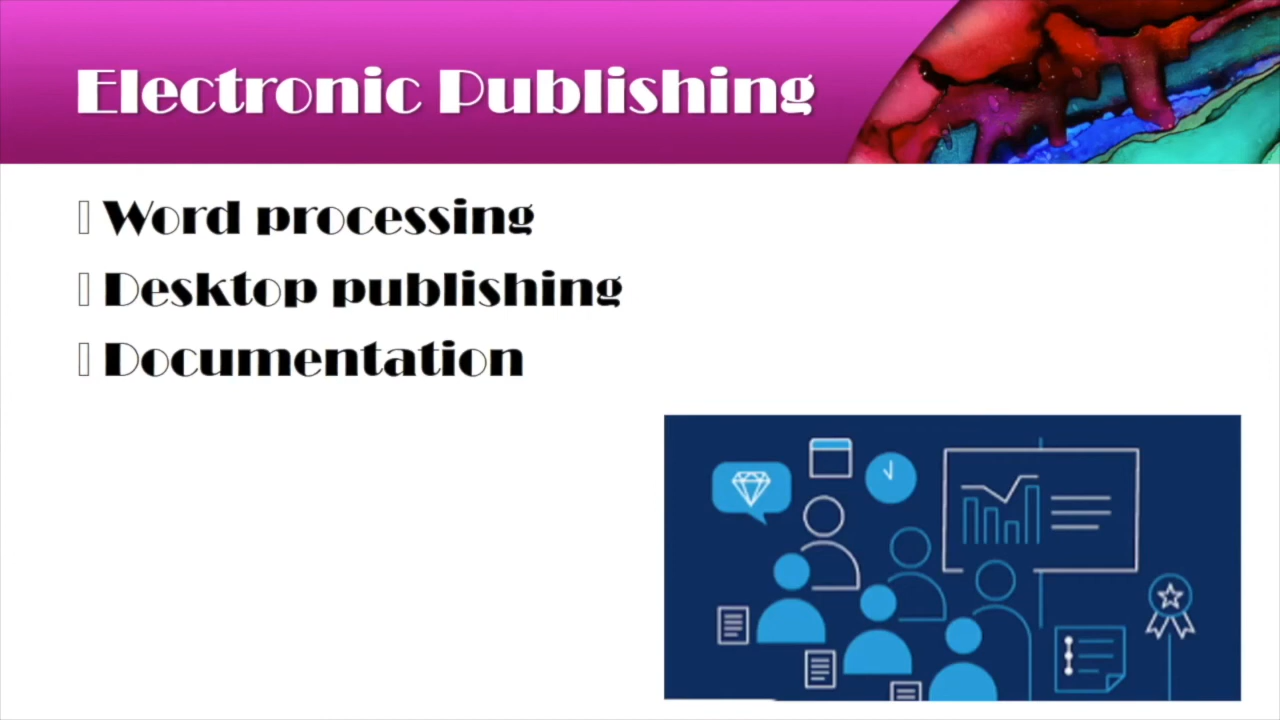 Electronic Publishing
Word processing
Desktop publishing
Documentation